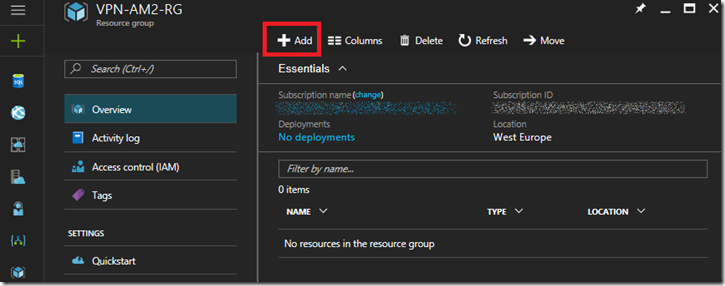 VPN-AM2-RG
Resource group
Add
Columns
Delete
Refresh
Move
Search (Ctrl+/)
Overview
Activity log
Access control (IAM)
Tags
SETTINGS
Quickstart
Essentials
Subscription name (change)
Subscription ID
Deployments
No deployments
Location
West Europe
Filter by name...
0 items
NAME
TYPE
LOCATION
No resources in the resource group
SQL